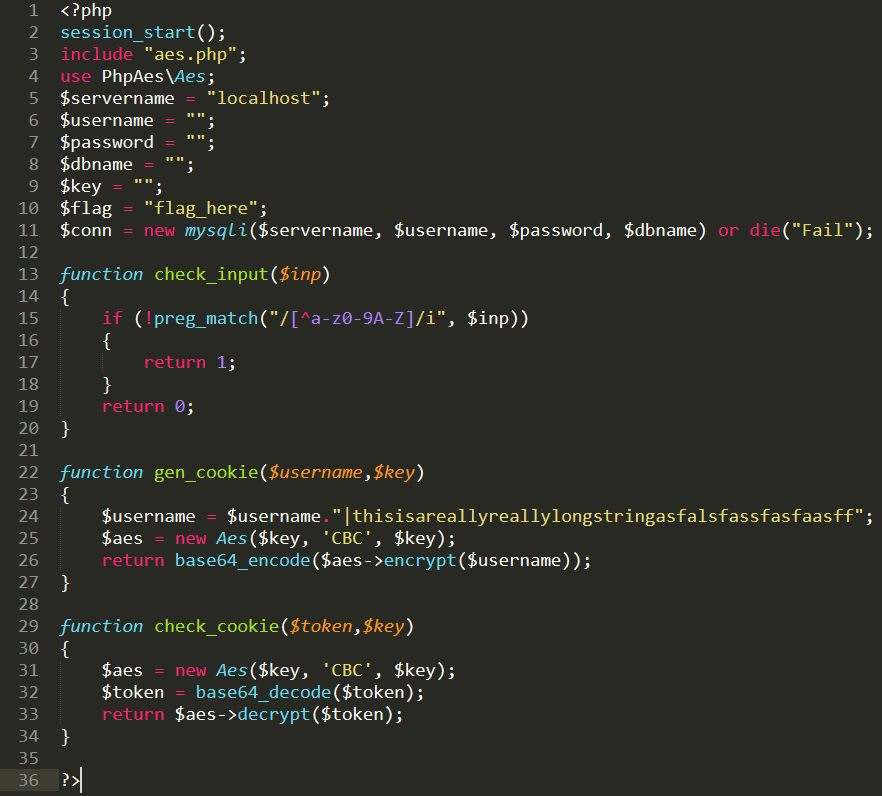 1 <?php
2 session_start();
3 include "aes.php";
4 use PhpAes\Aes;
5 $servername = "localhost";
6 $username = "";
7 $password = "";
8 $dbname = "";
9 $key = "";
10 $flag = "flag_here";
11 $conn = new mysqli($servername, $username, $password, $dbname) or die("Fail");
12
13 function check_input($inp)
14 {
15     if (!preg_match("/[^a-z0-9A-Z]/i", $inp))
16     {
17         return 1;
18     }
19     return 0;
20 }
21
22 function gen_cookie($username,$key)
23 {
24     $username = $username."|thisisareallyreallylongstringasfalsfassfasfaasff";
25     $aes = new Aes($key, 'CBC', $key);
26     return base64_encode($aes->encrypt($username));
27 }
28
29 function check_cookie($token,$key)
30 {
31     $aes = new Aes($key, 'CBC', $key);
32     $token = base64_decode($token);
33     return $aes->decrypt($token);
34 }
35
36 ?>